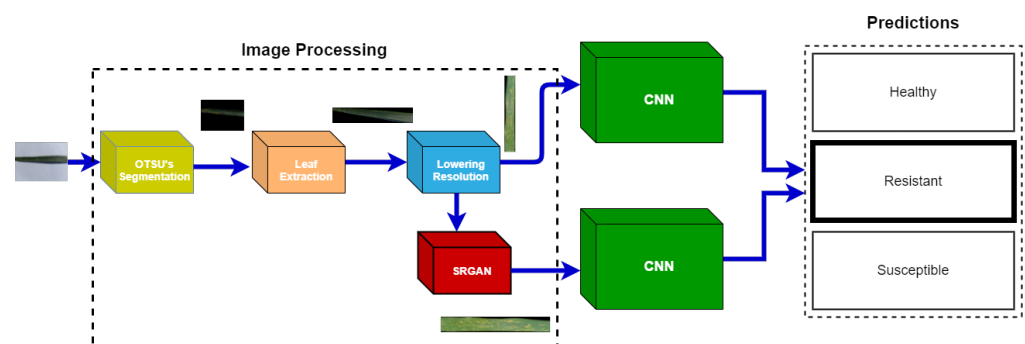 Image Processing
OTSU's
Segmentation
Leaf
Extraction
Lowering
Resolution
SRGAN
CNN
CNN
Predictions
Healthy
Resistant
Susceptible